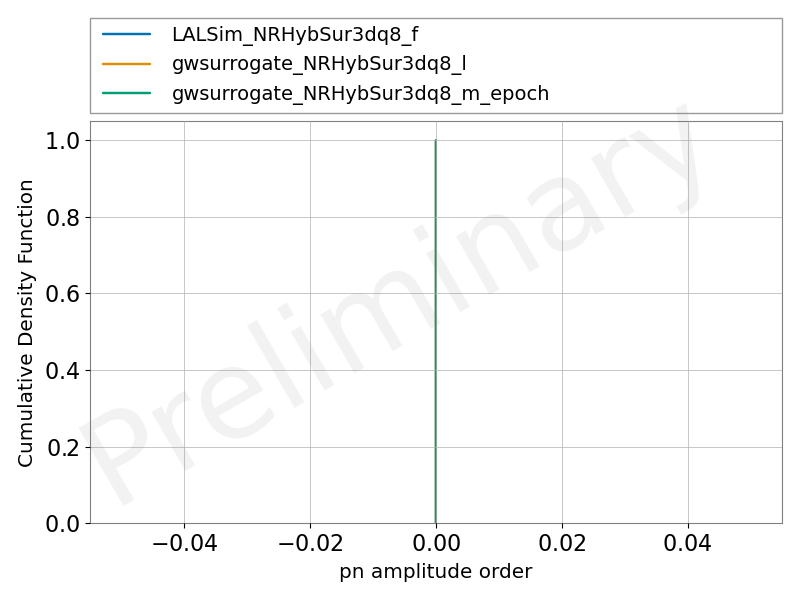 LALSim_NRHybSur3dq8_f
gwsurrogate_NRHybSur3dq8_l
gwsurrogate_NRHybSur3dq8_m_epoch
Preliminary
Cumulative Density Function
1.0
0.8
0.6
0.4
0.2
0.0
−0.04 −0.02 0.00 0.02 0.04
pn amplitude order